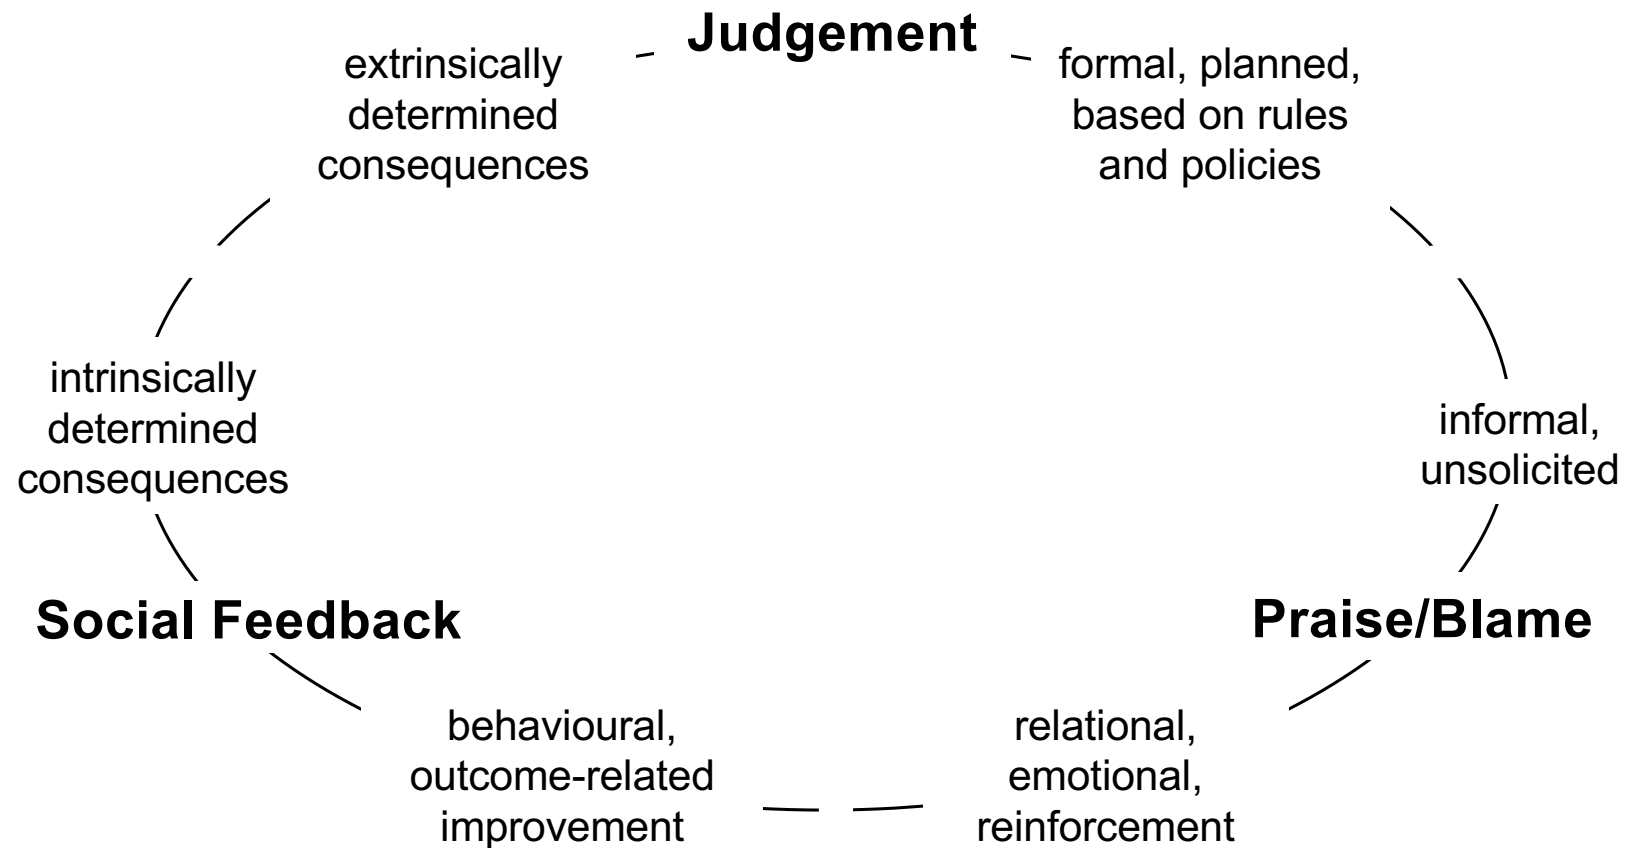 Judgement
extrinsically
determined
consequences
formal, planned,
based on rules
and policies
intrinsically
determined
consequences
informal,
unsolicited
Social Feedback
Praise/Blame
behavioural,
outcome-related
improvement
relational,
emotional,
reinforcement